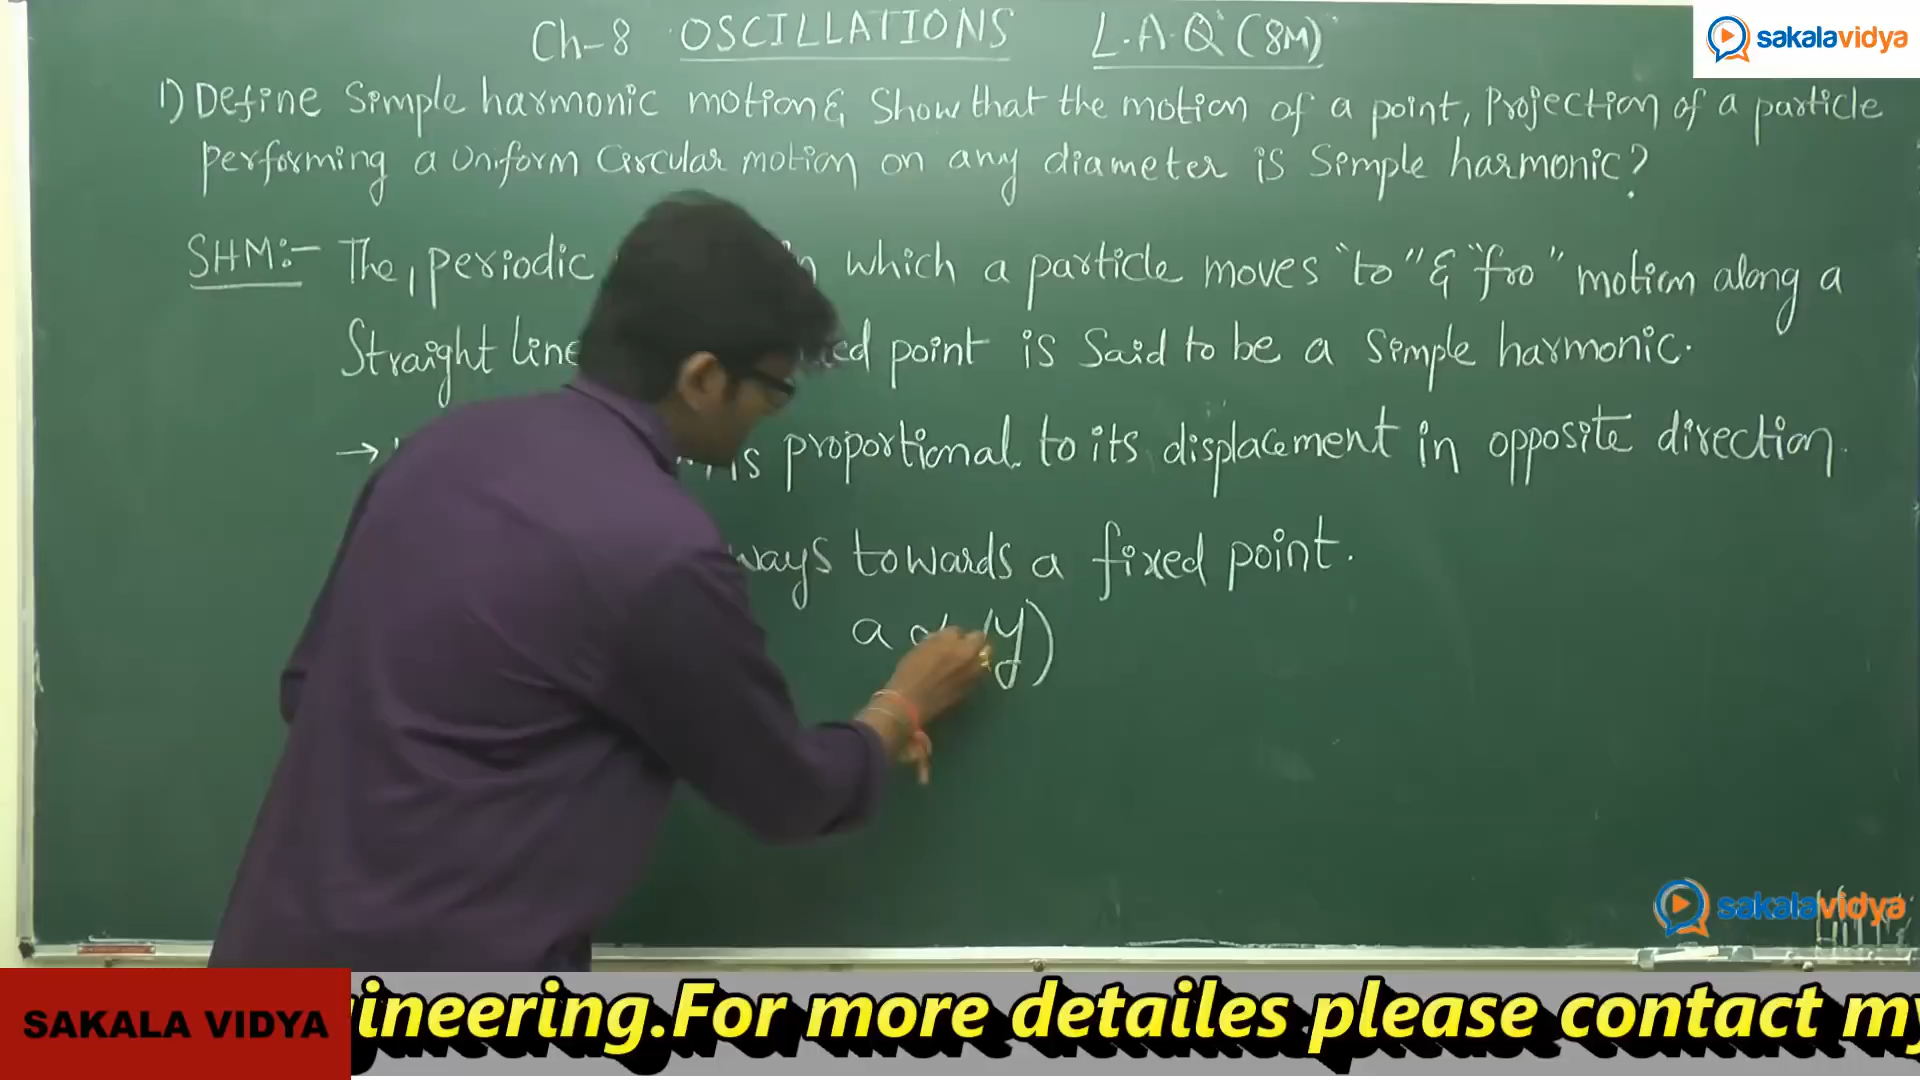 Ch-8 OSCILLATIONS L.A.Q (8M)
sakalavidya
1) Define Simple harmonic motion & Show that the motion of a point, Projection of a particle
performing a Uniform Circular motion on any diameter is Simple harmonic?
SHM:- The, periodic in which a particle moves "to" & "fro" motion along a
Straight line point is Said to be a Simple harmonic.
→ is proportional to its displacement in opposite direction.
towards a fixed point.
a ∝ (y)
sakalavidya
SAKALA VIDYA
gineering.For more detailes please contact my